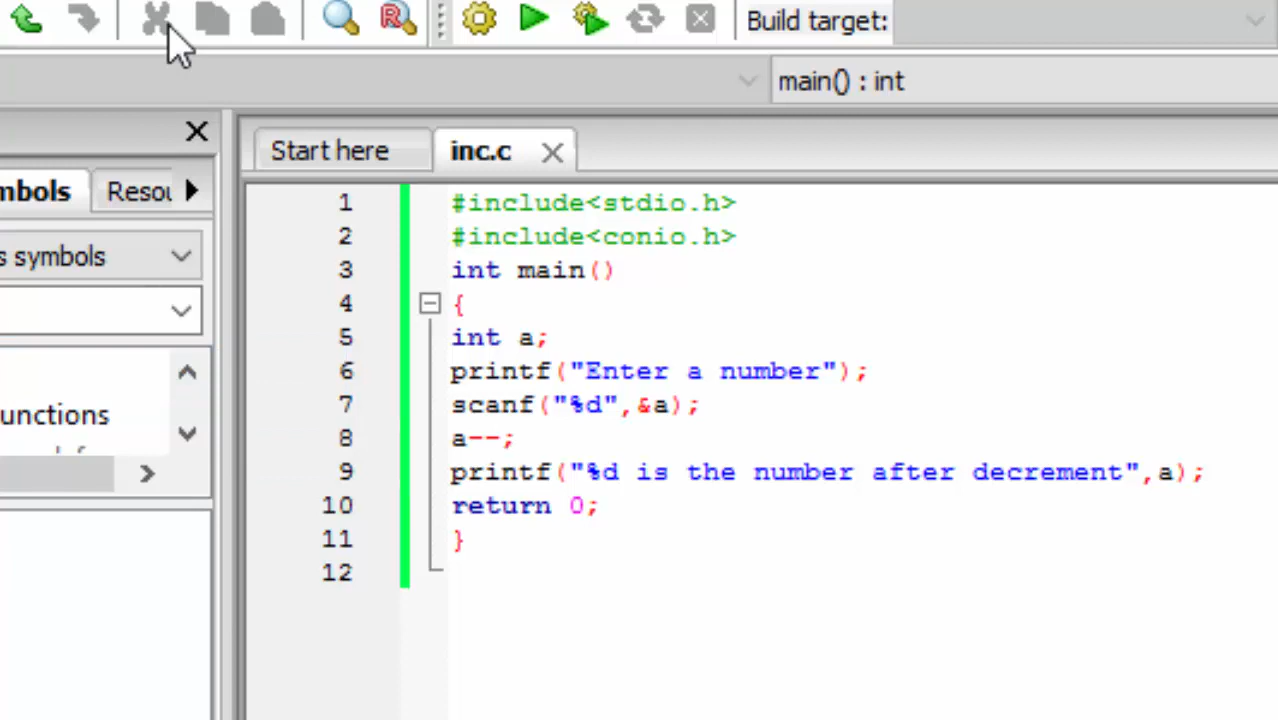 Build target:
main() : int
Start here
inc.c
mbols
Resou
s symbols
unctions
1 #include<stdio.h>
2 #include<conio.h>
3 int main()
4 {
5 int a;
6 printf("Enter a number");
7 scanf("%d",&a);
8 a--;
9 printf("%d is the number after decrement",a);
10 return 0;
11 }
12